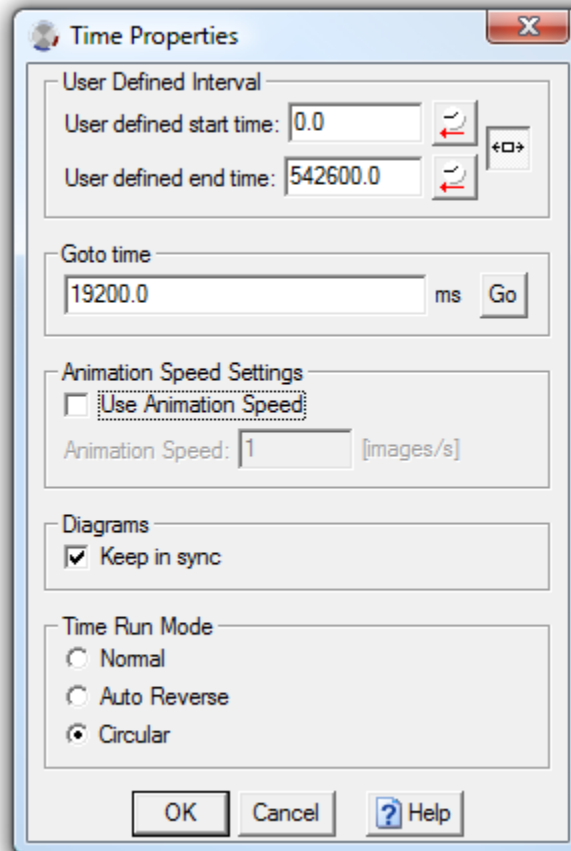 Time Properties
User Defined Interval
User defined start time: 0.0
User defined end time: 542600.0
Goto time
19200.0 ms Go
Animation Speed Settings
Use Animation Speed
Animation Speed: 1 [images/s]
Diagrams
Keep in sync
Time Run Mode
Normal
Auto Reverse
Circular
OK Cancel ? Help